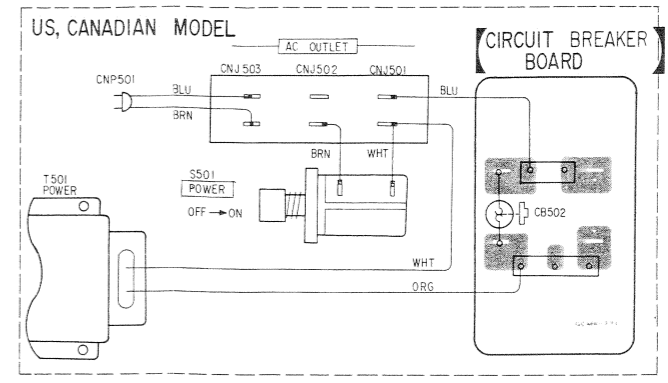 US, CANADIAN MODEL
AC OUTLET
CIRCUIT BREAKER
BOARD
CNJ503
CNJ502
CNJ501
CNP501
BLU
BLU
BRN
BRN
WHT
S501
POWER
OFF → ON
T501
POWER
CB502
WHT
ORG